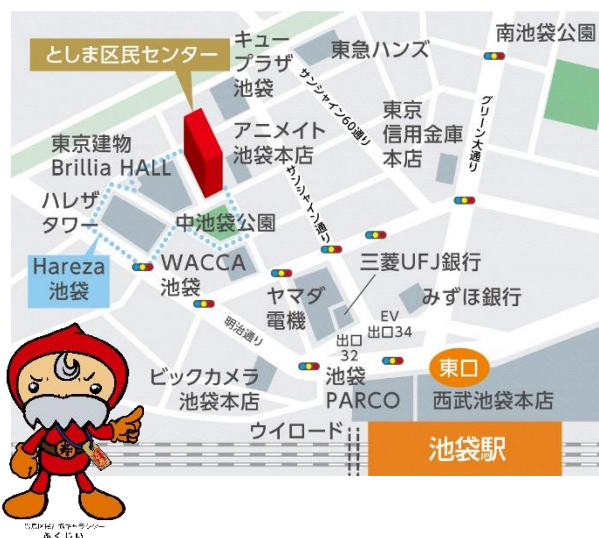 南池袋公園
キュー
プラザ
池袋
東急ハンズ
としま区民センター
サンシャイン60通り
グリーン大通り
東京
信用金庫
本店
アニメイト
池袋本店
東京建物
Brillia HALL
サンシャイン通り
ハレザ
タワー
中池袋公園
Hareza
池袋
WACCA
池袋
三菱UFJ銀行
ヤマダ
電機
みずほ銀行
EV
出口34
出口
32
明治通り
東口
ビックカメラ
池袋本店
池袋
PARCO
西武池袋本店
ウイロード
池袋駅
寿
ふくじい